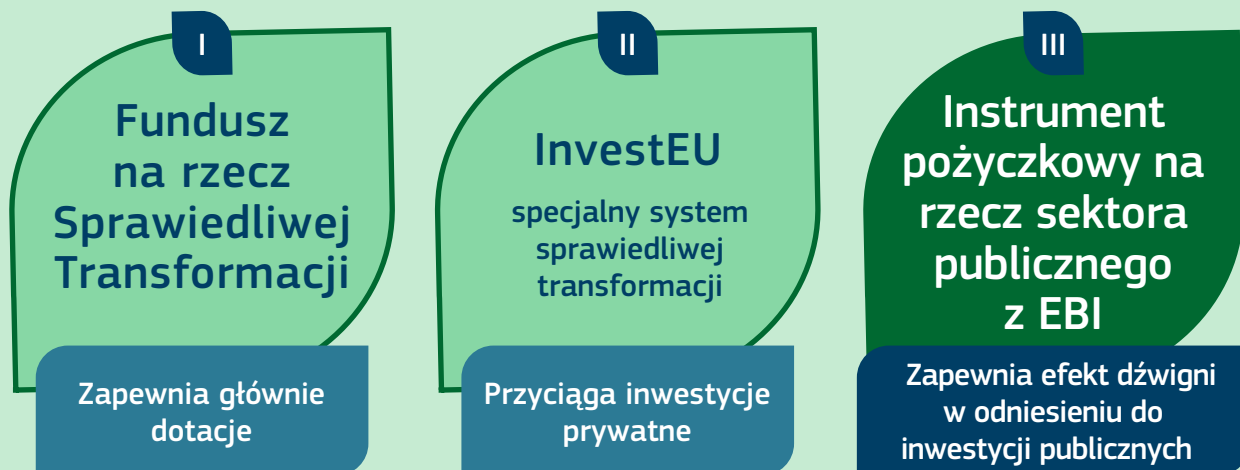 I
Fundusz
na rzecz
Sprawiedliwej
Transformacji
Zapewnia głównie
dotacje
II
InvestEU
specjalny system
sprawiedliwej
transformacji
Przyciąga inwestycje
prywatne
III
Instrument
pożyczkowy na
rzecz sektora
publicznego
z EBI
Zapewnia efekt dźwigni
w odniesieniu do
inwestycji publicznych